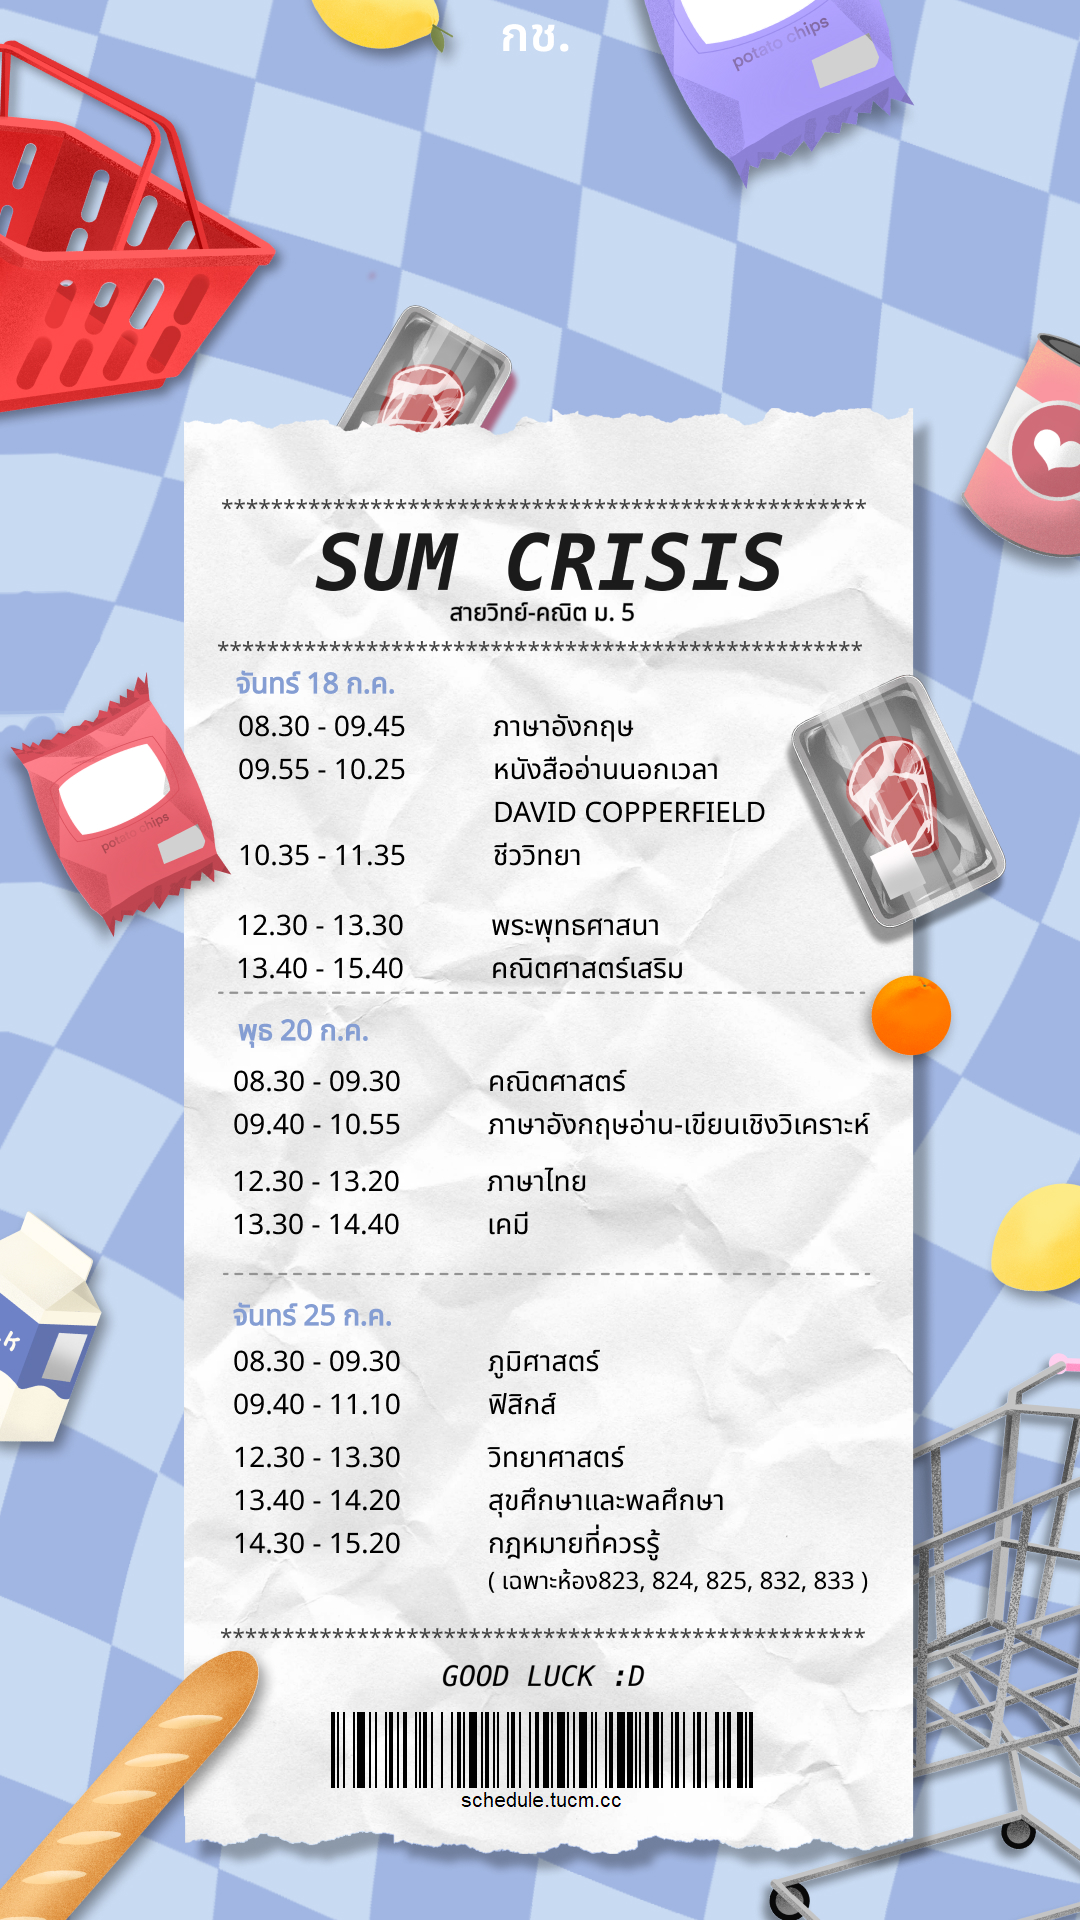 กช.
potato chips
****************************************************
SUM CRISIS
สายวิทย์-คณิต ม. 5
****************************************************
จันทร์ 18 ก.ค.
08.30 - 09.45 ภาษาอังกฤษ
09.55 - 10.25 หนังสืออ่านนอกเวลา
DAVID COPPERFIELD
10.35 - 11.35 ชีววิทยา
12.30 - 13.30 พระพุทธศาสนา
13.40 - 15.40 คณิตศาสตร์เสริม
potato chips
พุธ 20 ก.ค.
08.30 - 09.30 คณิตศาสตร์
09.40 - 10.55 ภาษาอังกฤษอ่าน-เขียนเชิงวิเคราะห์
12.30 - 13.20 ภาษาไทย
13.30 - 14.40 เคมี
จันทร์ 25 ก.ค.
08.30 - 09.30 ภูมิศาสตร์
09.40 - 11.10 ฟิสิกส์
12.30 - 13.30 วิทยาศาสตร์
13.40 - 14.20 สุขศึกษาและพลศึกษา
14.30 - 15.20 กฎหมายที่ควรรู้
( เฉพาะห้อง823, 824, 825, 832, 833 )
****************************************************
GOOD LUCK :D
schedule.tucm.cc